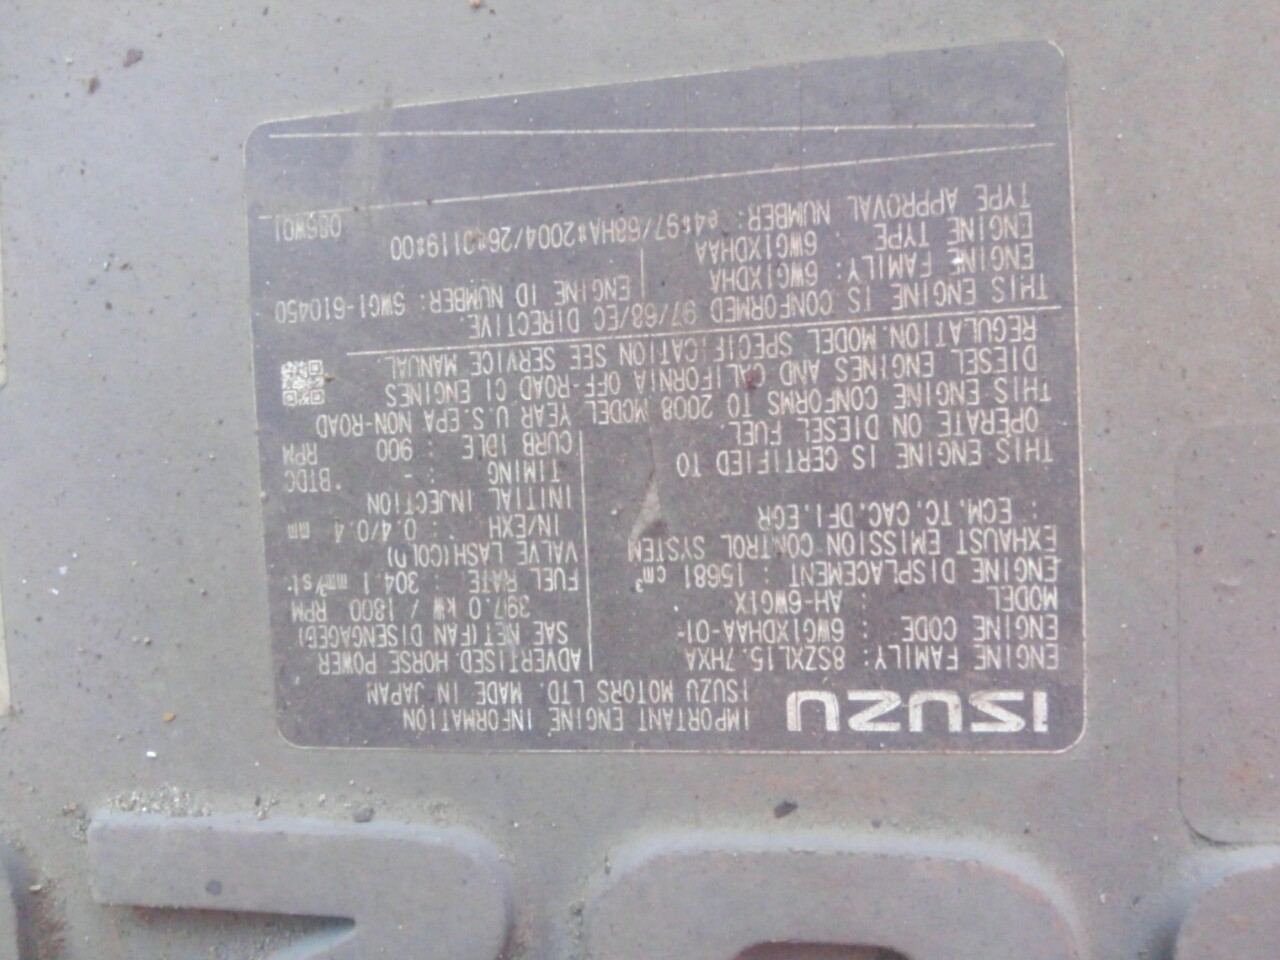 ISUZU
IMPORTANT ENGINE INFORMATION
ISUZU MOTORS LTD. MADE IN JAPAN
ENGINE FAMILY: 8SZXL15.7HXA
ENGINE CODE : 6WG1XDHAA-01-
MODEL : AH-6WG1X
ENGINE DISPLACEMENT : 15681 cm³
EXHAUST EMISSION CONTROL SYSTEM
: ECM.TC.CAC.DFI.EGR
THIS ENGINE IS CERTIFIED TO
OPERATE ON DIESEL FUEL
ADVERTISED HORSE POWER
SAE NET(FAN DISENGAGED)
397.0 kW / 1800 RPM
FUEL RATE : 304.1 mm³/st.
VALVE LASH(COLD)
IN/EXH : 0.4/0.4 mm
INITIAL INJECTION
TIMING : - °BTDC
CURB IDLE : 900 RPM
THIS ENGINE CONFORMS TO 2008 MODEL YEAR U.S.EPA NON-ROAD
DIESEL ENGINES AND CALIFORNIA OFF-ROAD CI ENGINES
REGULATION.MODEL SPECIFICATION SEE SERVICE MANUAL
THIS ENGINE IS CONFORMED 97/68/EC DIRECTIVE.
ENGINE FAMILY: 6WG1XDHA
ENGINE TYPE : 6WG1XDHAA
ENGINE ID NUMBER: 6WG1-610450
TYPE APPROVAL NUMBER: e4*97/68HA*2004/26*0119*00
086W01